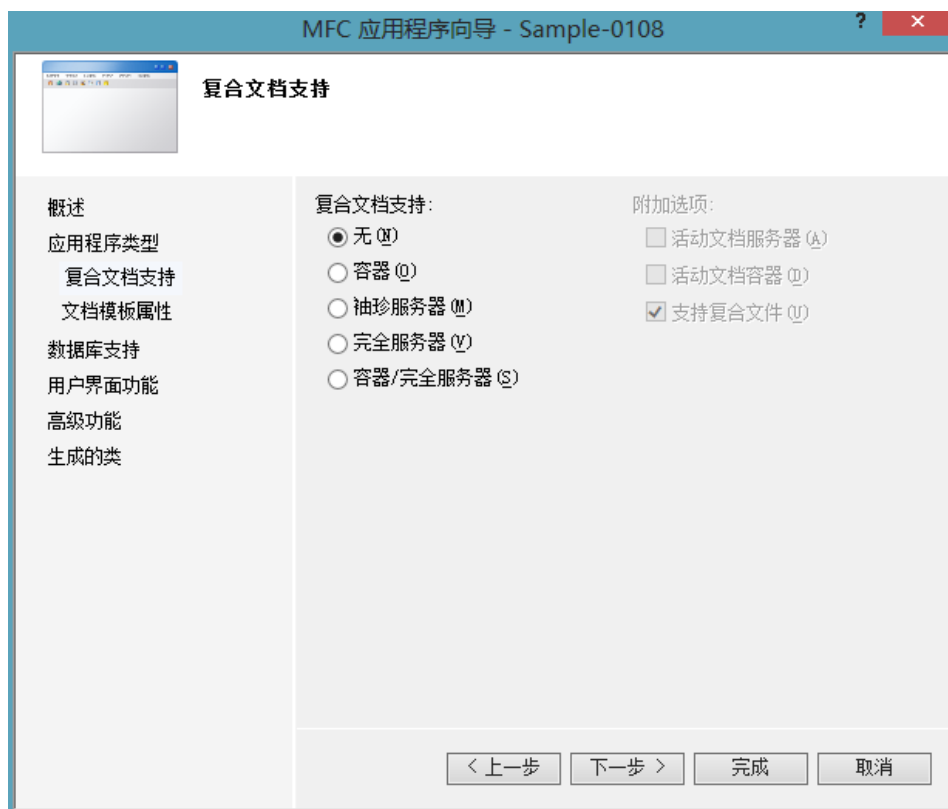 MFC 应用程序向导 - Sample-0108
?
×
复合文档支持
概述
应用程序类型
复合文档支持
文档模板属性
数据库支持
用户界面功能
高级功能
生成的类
复合文档支持:
无(N)
容器(O)
袖珍服务器(M)
完全服务器(V)
容器/完全服务器(S)
附加选项:
活动文档服务器(A)
活动文档容器(D)
支持复合文件(U)
< 上一步
下一步 >
完成
取消